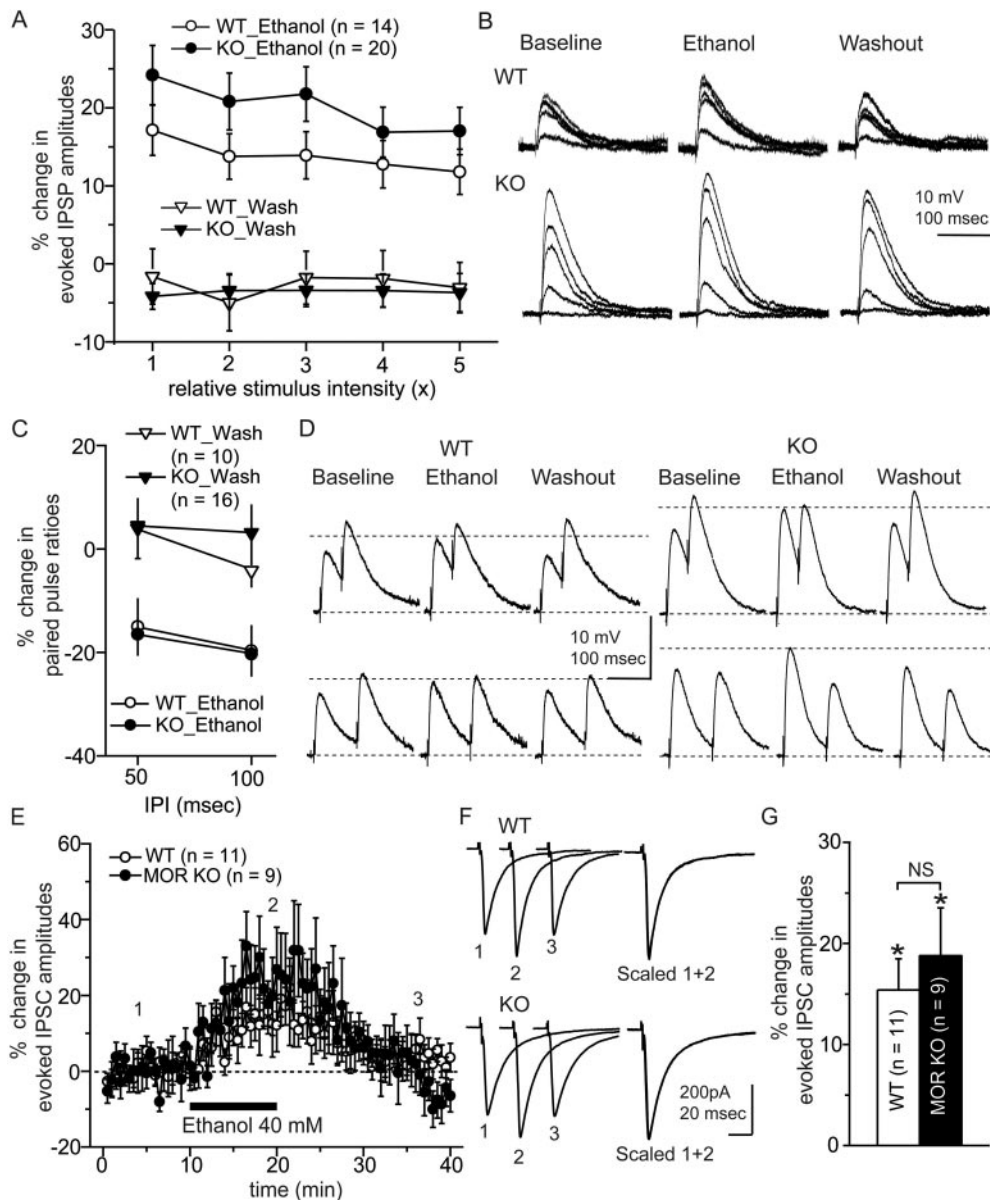 A
30
20
10
0
-10
% change in
evoked IPSP amplitudes
WT_Ethanol (n = 14)
KO_Ethanol (n = 20)
WT_Wash
KO_Wash
1 2 3 4 5
relative stimulus intensity (x)
B
Baseline Ethanol Washout
WT
KO
10 mV
100 msec
C
20
0
-20
-40
% change in
paired pulse ratioes
WT_Wash
(n = 10)
KO_Wash
(n = 16)
WT_Ethanol
KO_Ethanol
50 100
IPI (msec)
D
WT KO
Baseline Ethanol Washout Baseline Ethanol Washout
10 mV
100 msec
E
60
40
20
0
-20
% change in
evoked IPSC amplitudes
WT (n = 11)
MOR KO (n = 9)
1 2 3
Ethanol 40 mM
0 10 20 30 40
time (min)
F
WT
1 2 3
Scaled 1+2
KO
1 2 3
Scaled 1+2
200pA
20 msec
G
30
20
10
0
% change in
evoked IPSC amplitudes
NS
* *
WT (n = 11)
MOR KO (n = 9)